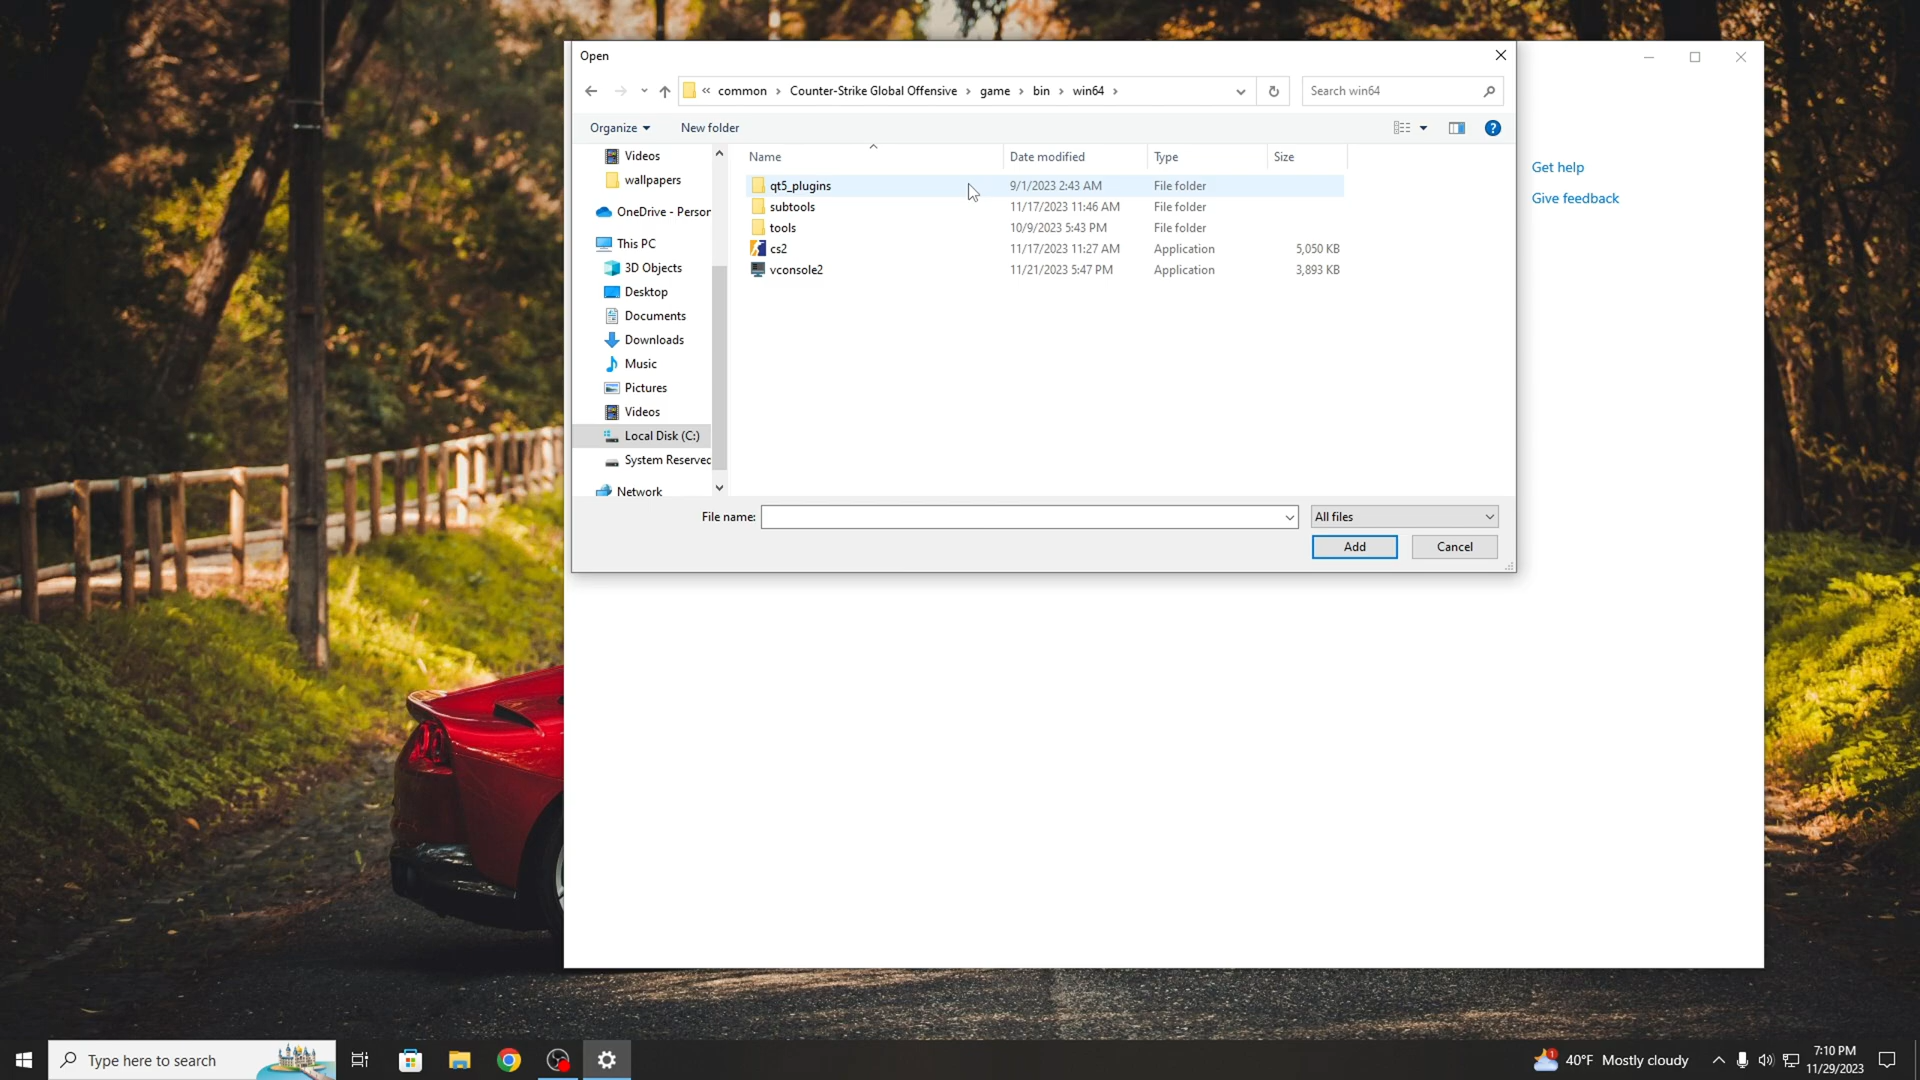 Open
« common › Counter-Strike Global Offensive › game › bin › win64 ›
Search win64
Organize
New folder
Get help
Give feedback
Videos
wallpapers
OneDrive - Person
This PC
3D Objects
Desktop
Documents
Downloads
Music
Pictures
Videos
Local Disk (C:)
System Reserved
Network
Name Date modified Type Size
qt5_plugins 9/1/2023 2:43 AM File folder
subtools 11/17/2023 11:46 AM File folder
tools 10/9/2023 5:43 PM File folder
cs2 11/17/2023 11:27 AM Application 5,050 KB
vconsole2 11/21/2023 5:47 PM Application 3,893 KB
File name:
All files
Add
Cancel
Type here to search
1
40°F Mostly cloudy
7:10 PM
11/29/2023